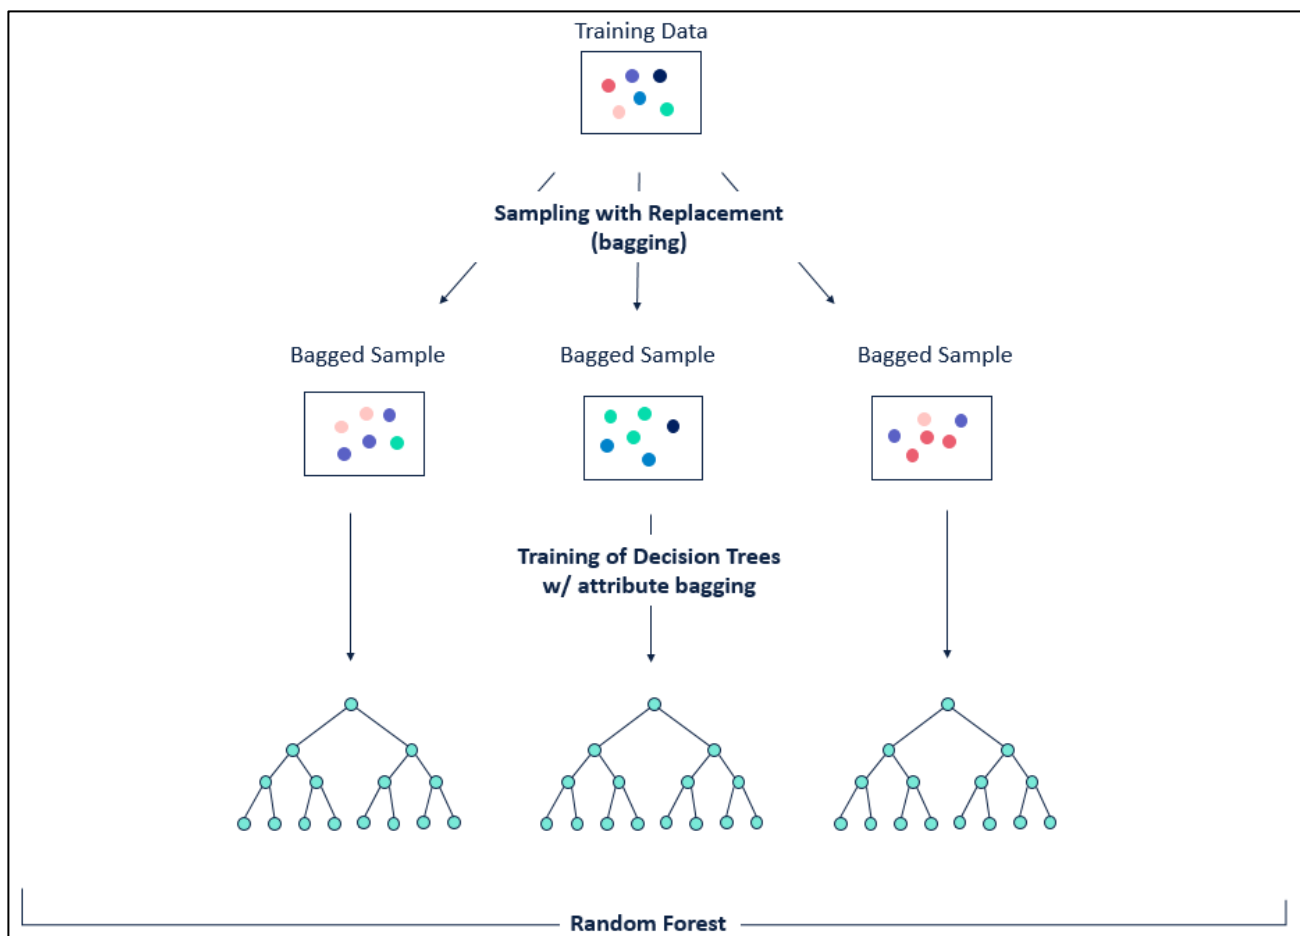 Training Data
Sampling with Replacement
(bagging)
Bagged Sample
Bagged Sample
Bagged Sample
Training of Decision Trees
w/ attribute bagging
Random Forest